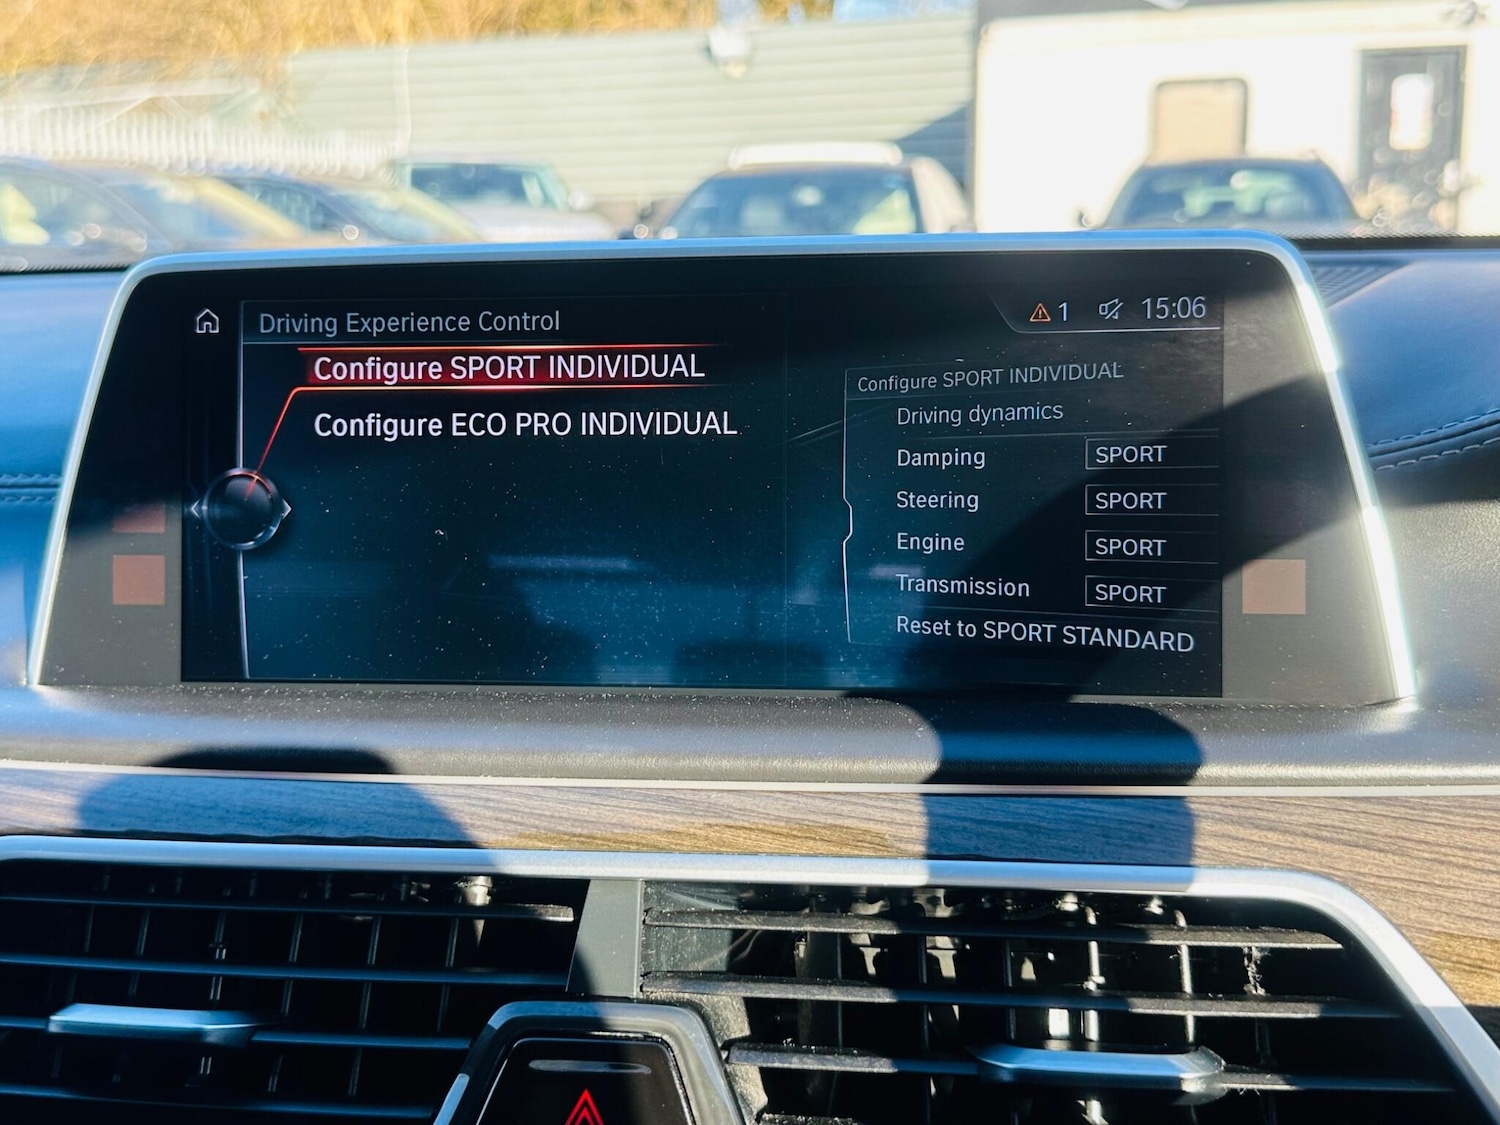 Driving Experience Control
1 15:06
Configure SPORT INDIVIDUAL
Configure ECO PRO INDIVIDUAL
Configure SPORT INDIVIDUAL
Driving dynamics
Damping SPORT
Steering SPORT
Engine SPORT
Transmission SPORT
Reset to SPORT STANDARD